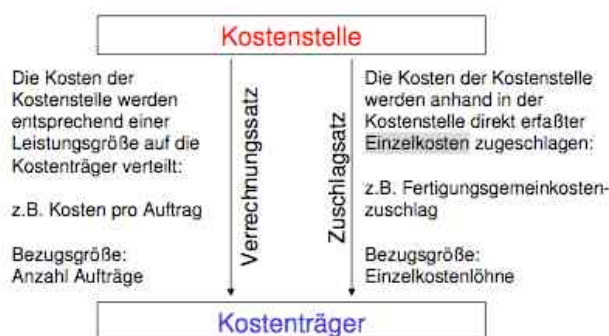 Kostenstelle
Die Kosten der
Kostenstelle werden
entsprechend einer
Leistungsgröße auf die
Kostenträger verteilt:
z.B. Kosten pro Auftrag
Bezugsgröße:
Anzahl Aufträge
Verrechnungssatz
Zuschlagsatz
Die Kosten der Kostenstelle
werden anhand in der
Kostenstelle direkt erfaßter
Einzelkosten zugeschlagen:
z.B. Fertigungsgemeinkosten-
zuschlag
Bezugsgröße:
Einzelkostenlöhne
Kostenträger